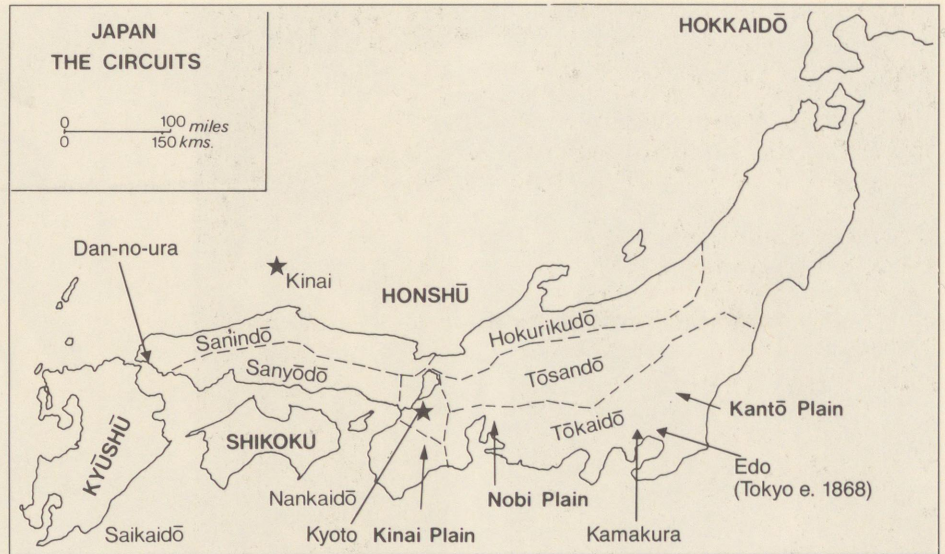 JAPAN
THE CIRCUITS
0 100 miles
0 150 kms.
HOKKAIDŌ
Dan-no-ura
Kinai
HONSHŪ
Hokurikudō
San'indō
Sanyōdō
Tōsandō
Kantō Plain
Tōkaidō
KYŪSHŪ
SHIKOKU
Edo
(Tokyo e. 1868)
Nankaidō
Nobi Plain
Saikaidō
Kyoto
Kinai Plain
Kamakura